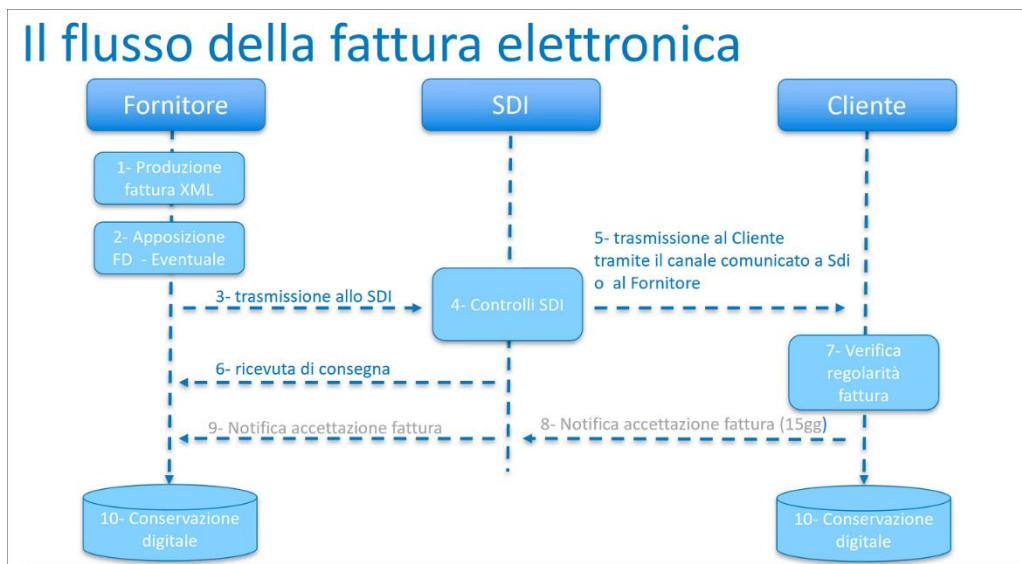 Il flusso della fattura elettronica
Fornitore
SDI
Cliente
1- Produzione
fattura XML
2- Apposizione
FD - Eventuale
3- trasmissione allo SDI
4- Controlli SDI
5- trasmissione al Cliente
tramite il canale comunicato a Sdi
o al Fornitore
6- ricevuta di consegna
7- Verifica
regolarità
fattura
8- Notifica accettazione fattura (15gg)
9- Notifica accettazione fattura
10- Conservazione
digitale
10- Conservazione
digitale